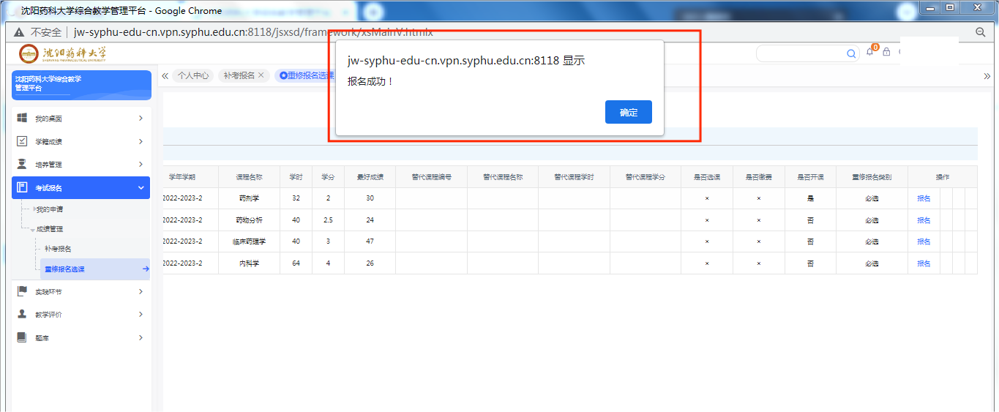 沈阳药科大学综合教学管理平台 - Google Chrome
不安全 jw-syphu-edu-cn.vpn.syphu.edu.cn:8118/jsxsd/framework/xsMainV.htmlx
沈阳药科大学
SHENYANG PHARMACEUTICAL UNIVERSITY
0
沈阳药科大学综合教学
管理平台
个人中心 补考报名 重修报名选课
jw-syphu-edu-cn.vpn.syphu.edu.cn:8118 显示
报名成功！
确定
我的桌面
学籍成绩
培养管理
考试报名
我的申请
成绩管理
补考报名
重修报名选课
实践环节
教学评价
题库
学年学期 课程名称 学时 学分 最好成绩 替代课程编号 替代课程名称 替代课程学时 替代课程学分 是否选课 是否缴费 是否开课 重修报名类别 操作
2022-2023-2 药剂学 32 2 30 × × 是 必选 报名
2022-2023-2 药物分析 40 2.5 24 × × 否 必选 报名
2022-2023-2 临床药理学 40 3 47 × × 否 必选 报名
2022-2023-2 内科学 64 4 26 × × 否 必选 报名